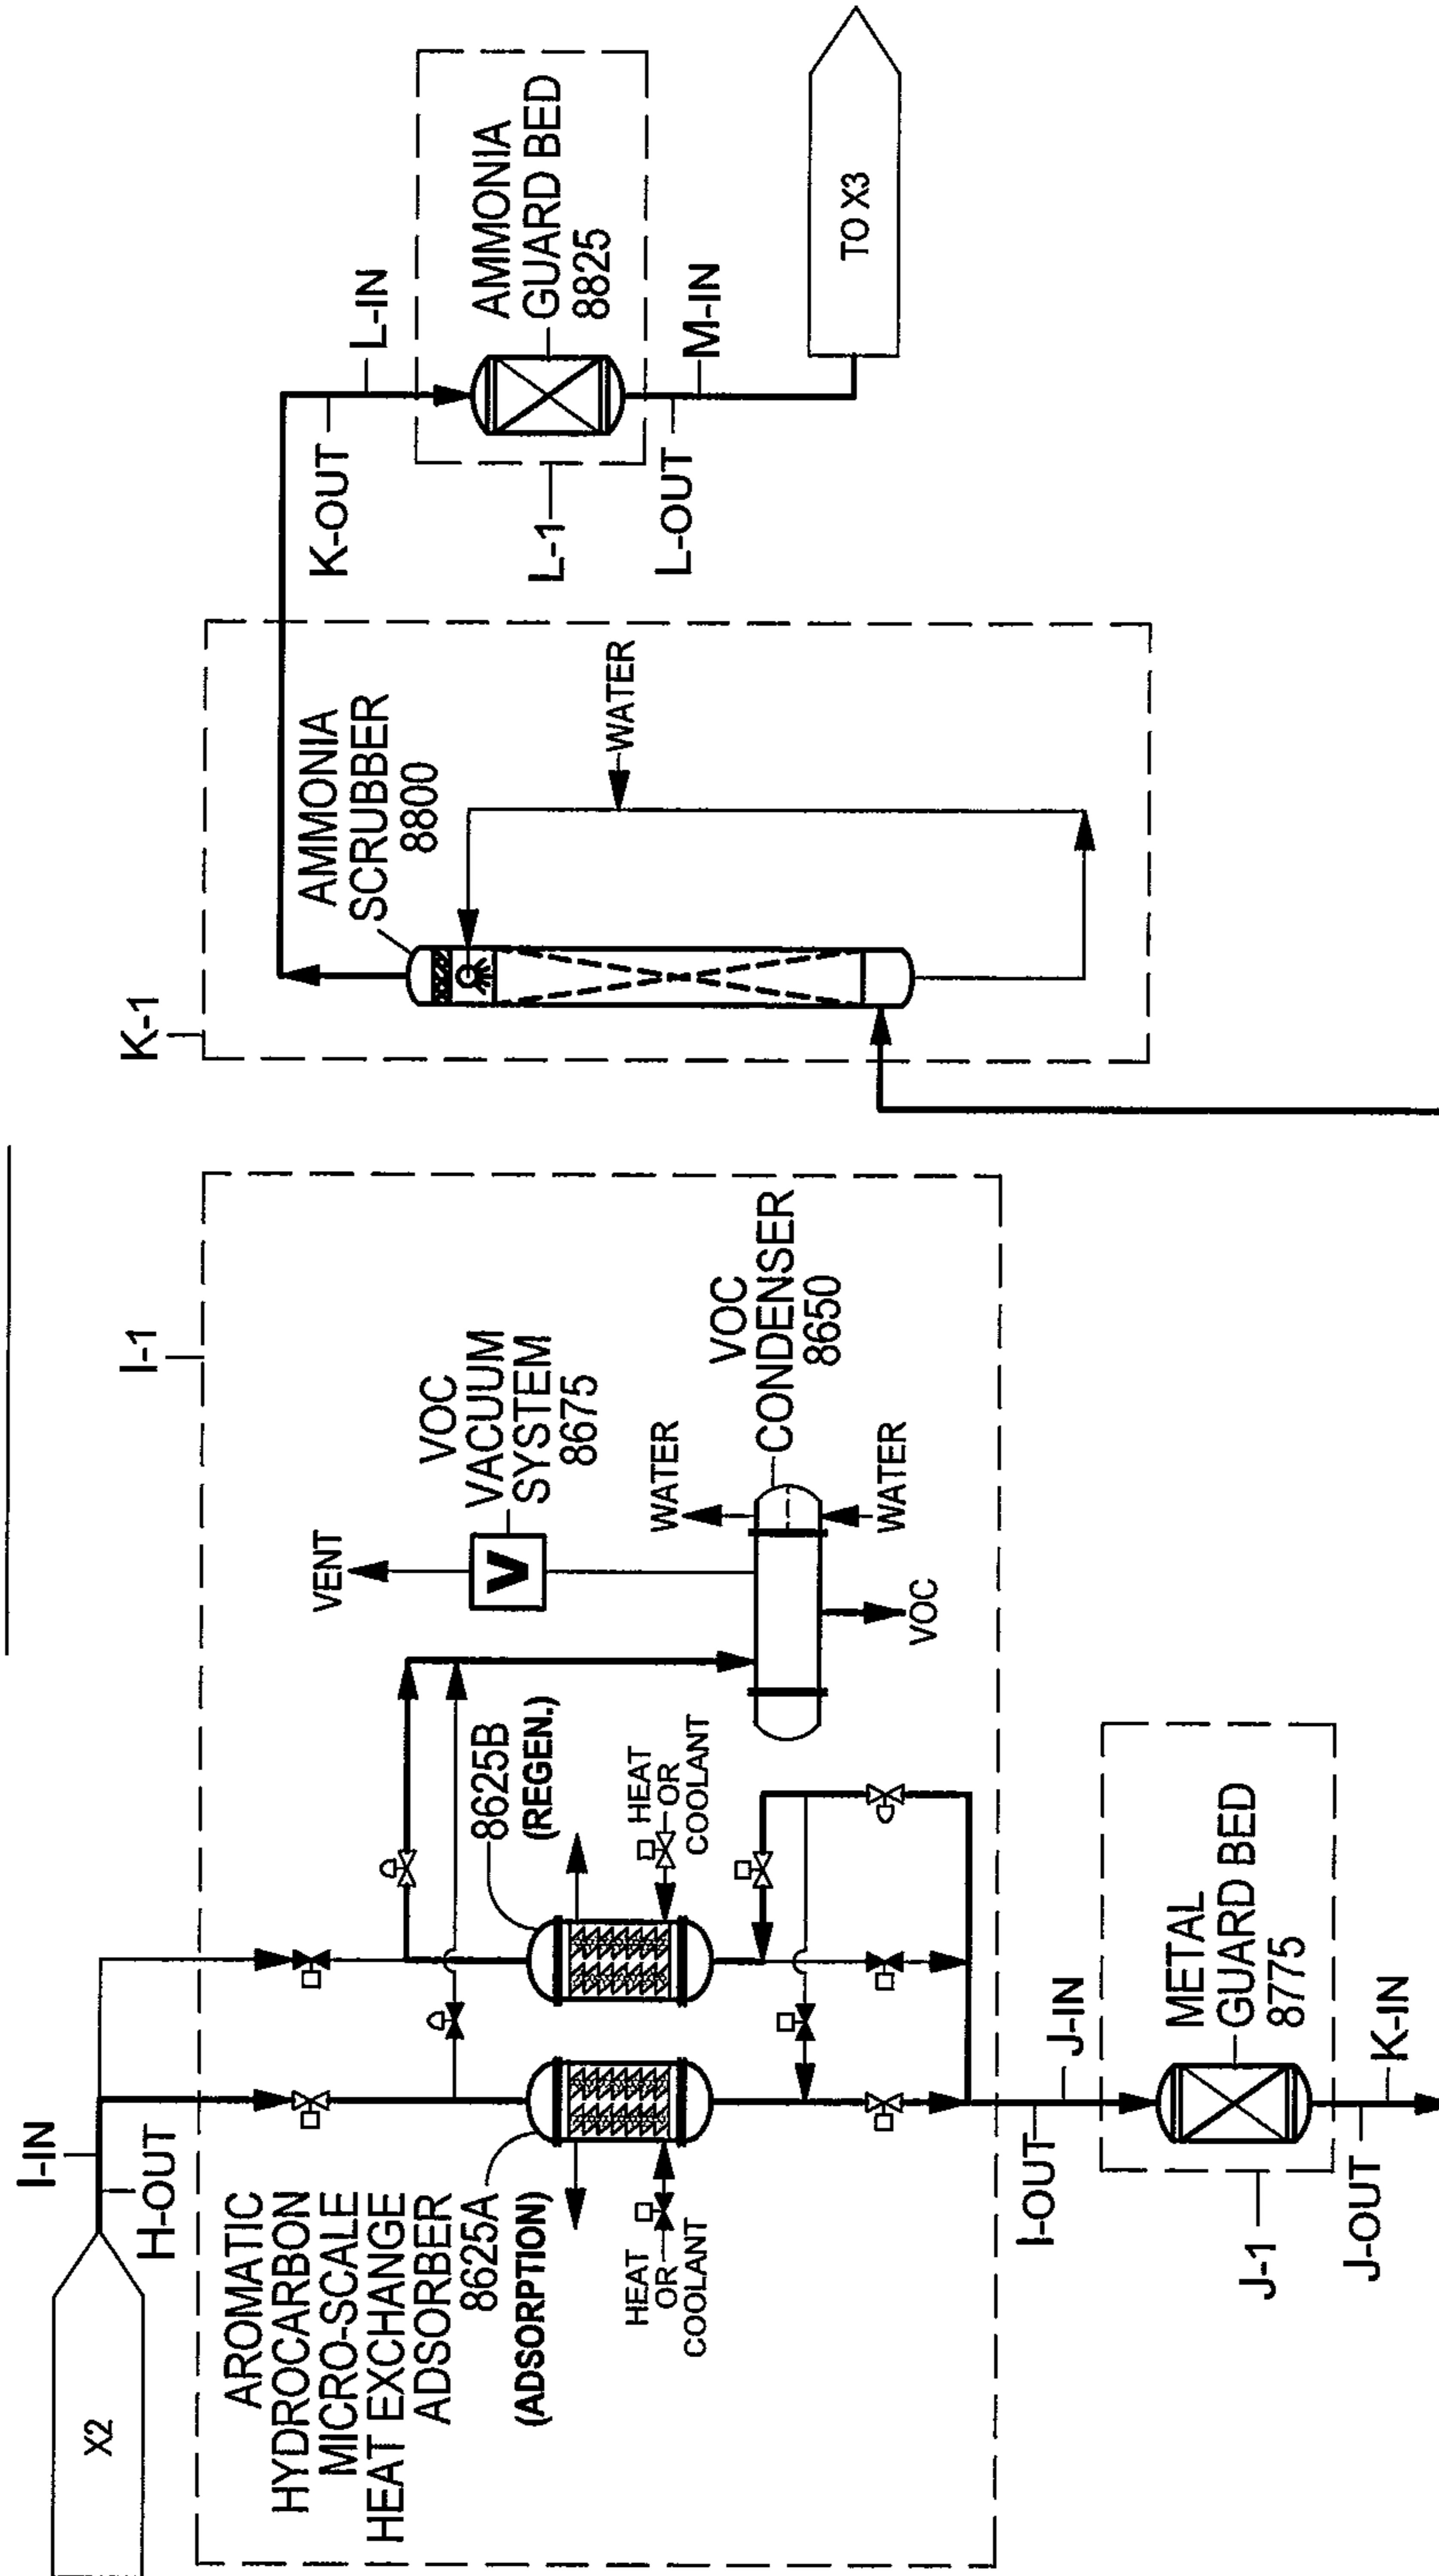 X2
I-IN
H-OUT
AROMATIC
HYDROCARBON
MICRO-SCALE
HEAT EXCHANGE
ADSORBER
8625A
(ADSORPTION)
HEAT
OR
COOLANT
8625B
(REGEN.)
HEAT
OR
COOLANT
I-1
VENT
VOC
VACUUM
SYSTEM
8675
WATER
VOC
CONDENSER
8650
WATER
VOC
I-OUT
J-IN
J-1
METAL
GUARD BED
8775
J-OUT
K-IN
K-1
AMMONIA
SCRUBBER
8800
WATER
K-OUT
L-IN
L-1
AMMONIA
GUARD BED
8825
L-OUT
M-IN
TO X3